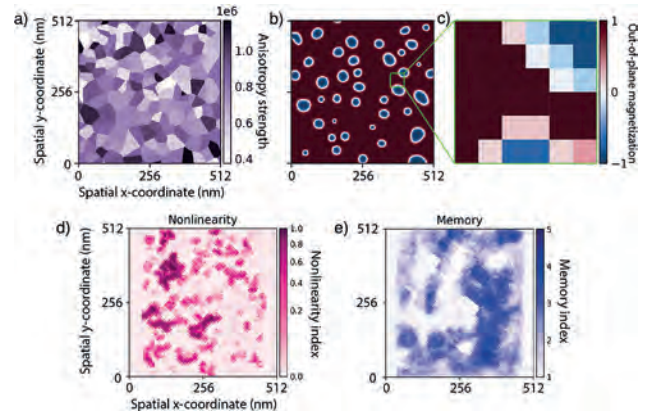 a) 512 1e6 b) c) 1
Spatial y-coordinate (nm) 256 0 1.0 0.8 0.6 0.4 Anisotropy strength 0 Out-of-plane magnetization
0 256 512 0 256 512 −1
Spatial x-coordinate (nm)
d) Nonlinearity e) Memory
512 1.0 512 5
Spatial y-coordinate (nm) 256 0.8 0.6 0.4 0.2 Nonlinearity index 256 4 3 2 Memory index
0 0.0 0 1
0 256 512 0 256 512
Spatial x-coordinate (nm)